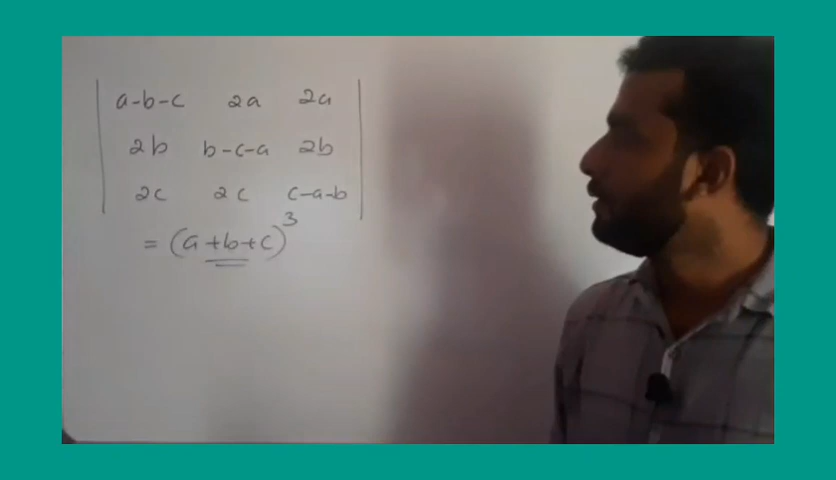 a-b-c 2a 2a
2b b-c-a 2b
2c 2c c-a-b
= (a+b+c)³